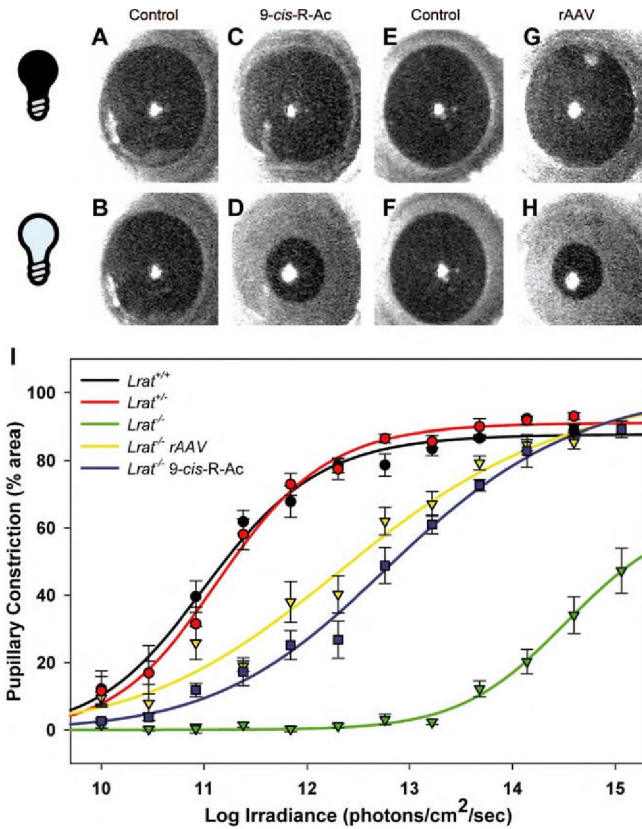 Control 9-cis-R-Ac Control rAAV
A C E G
B D F H
I
Lrat+/+
Lrat+/-
Lrat-/-
Lrat-/- rAAV
Lrat-/- 9-cis-R-Ac
Pupillary Constriction (% area)
100
80
60
40
20
0
10 11 12 13 14 15
Log Irradiance (photons/cm2/sec)